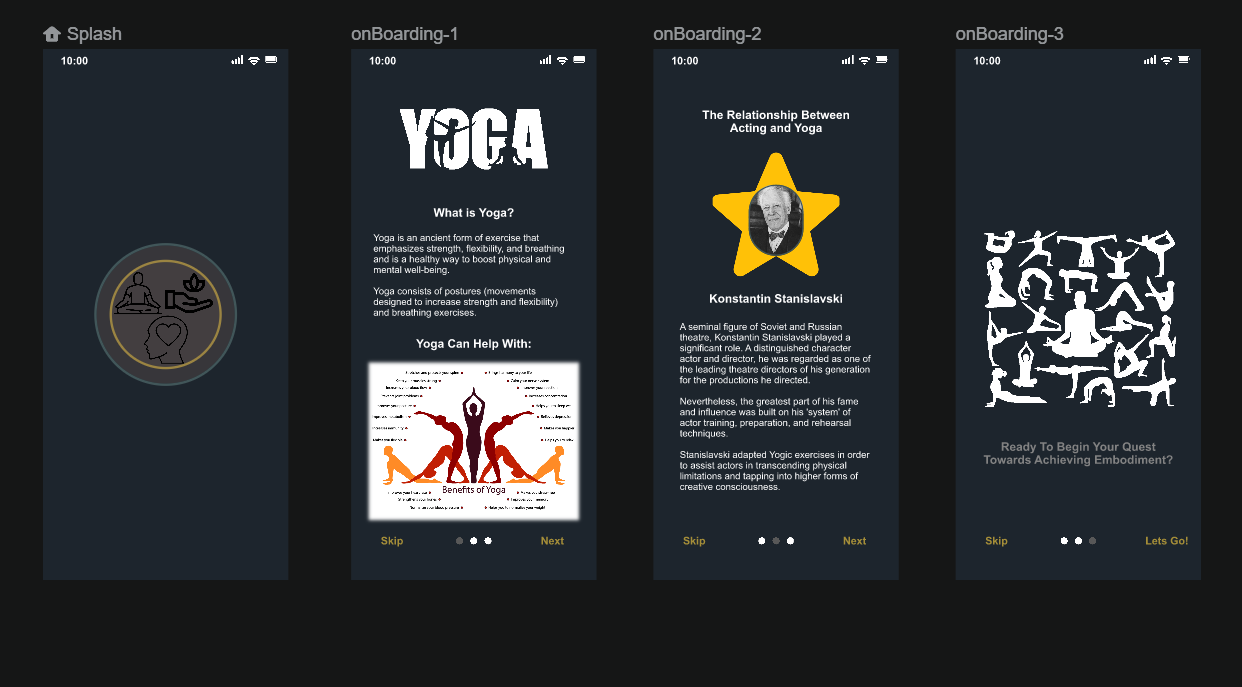 Splash
10:00
onBoarding-1
10:00
YOGA
What is Yoga?
Yoga is an ancient form of exercise that
emphasizes strength, flexibility, and breathing
and is a healthy way to boost physical and
mental well-being.
Yoga consists of postures (movements
designed to increase strength and flexibility)
and breathing exercises.
Yoga Can Help With:
Benefits of Yoga
Skip
Next
onBoarding-2
10:00
The Relationship Between
Acting and Yoga
Konstantin Stanislavski
A seminal figure of Soviet and Russian
theatre, Konstantin Stanislavski played a
significant role. A distinguished character
actor and director, he was regarded as one of
the leading theatre directors of his generation
for the productions he directed.
Nevertheless, the greatest part of his fame
and influence was built on his 'system' of
actor training, preparation, and rehearsal
techniques.
Stanislavski adapted Yogic exercises in order
to assist actors in transcending physical
limitations and tapping into higher forms of
creative consciousness.
Skip
Next
onBoarding-3
10:00
Ready To Begin Your Quest
Towards Achieving Embodiment?
Skip
Lets Go!